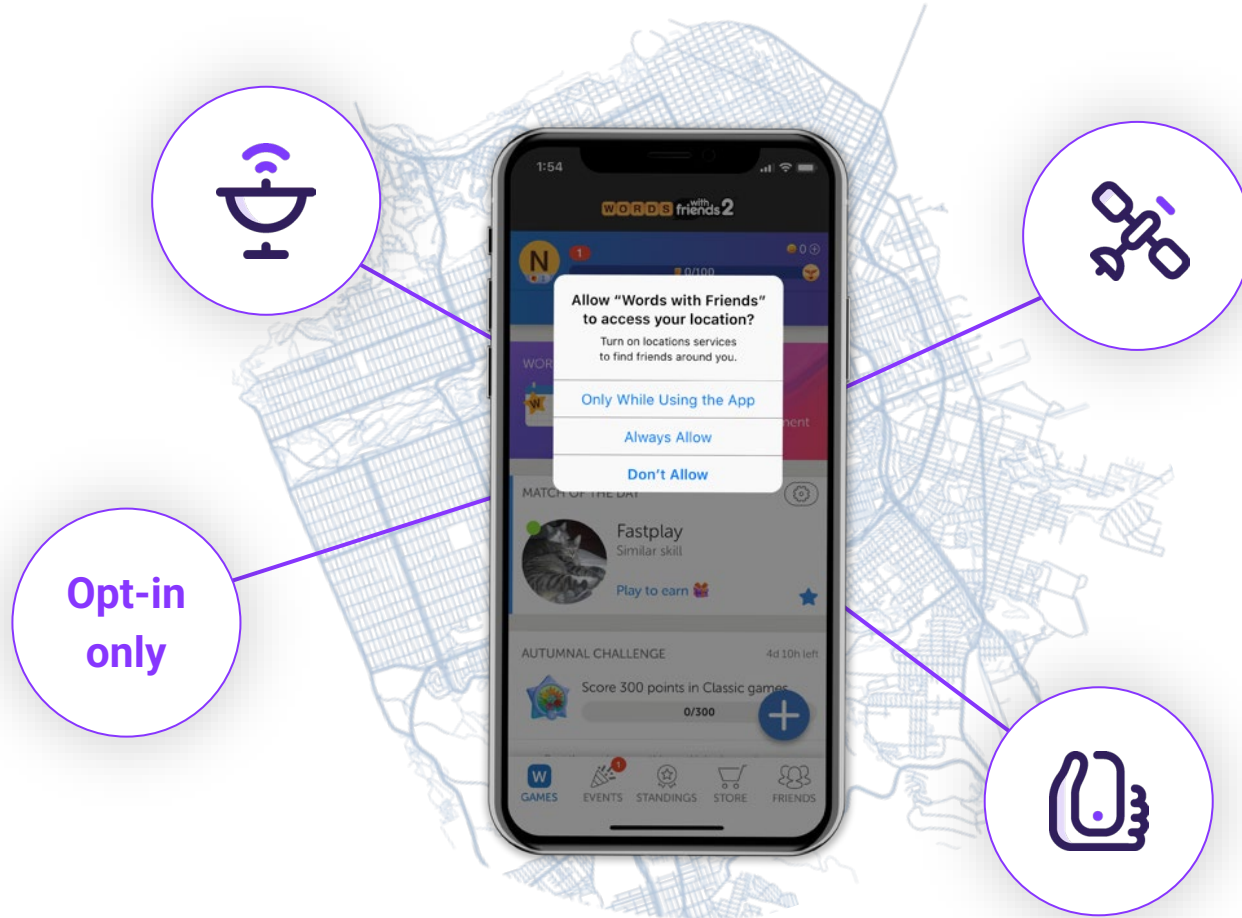 1:54
WORDS with friends 2
N
1
0
0/100
Allow “Words with Friends”
to access your location?
Turn on locations services
to find friends around you.
WOR
W
Only While Using the App
ment
Always Allow
Don’t Allow
MATCH OF THE DAY
Fastplay
Similar skill
Play to earn
Opt-in
only
AUTUMNAL CHALLENGE 4d 10h left
Score 300 points in Classic games
0/300
W
1
GAMES EVENTS STANDINGS STORE FRIENDS